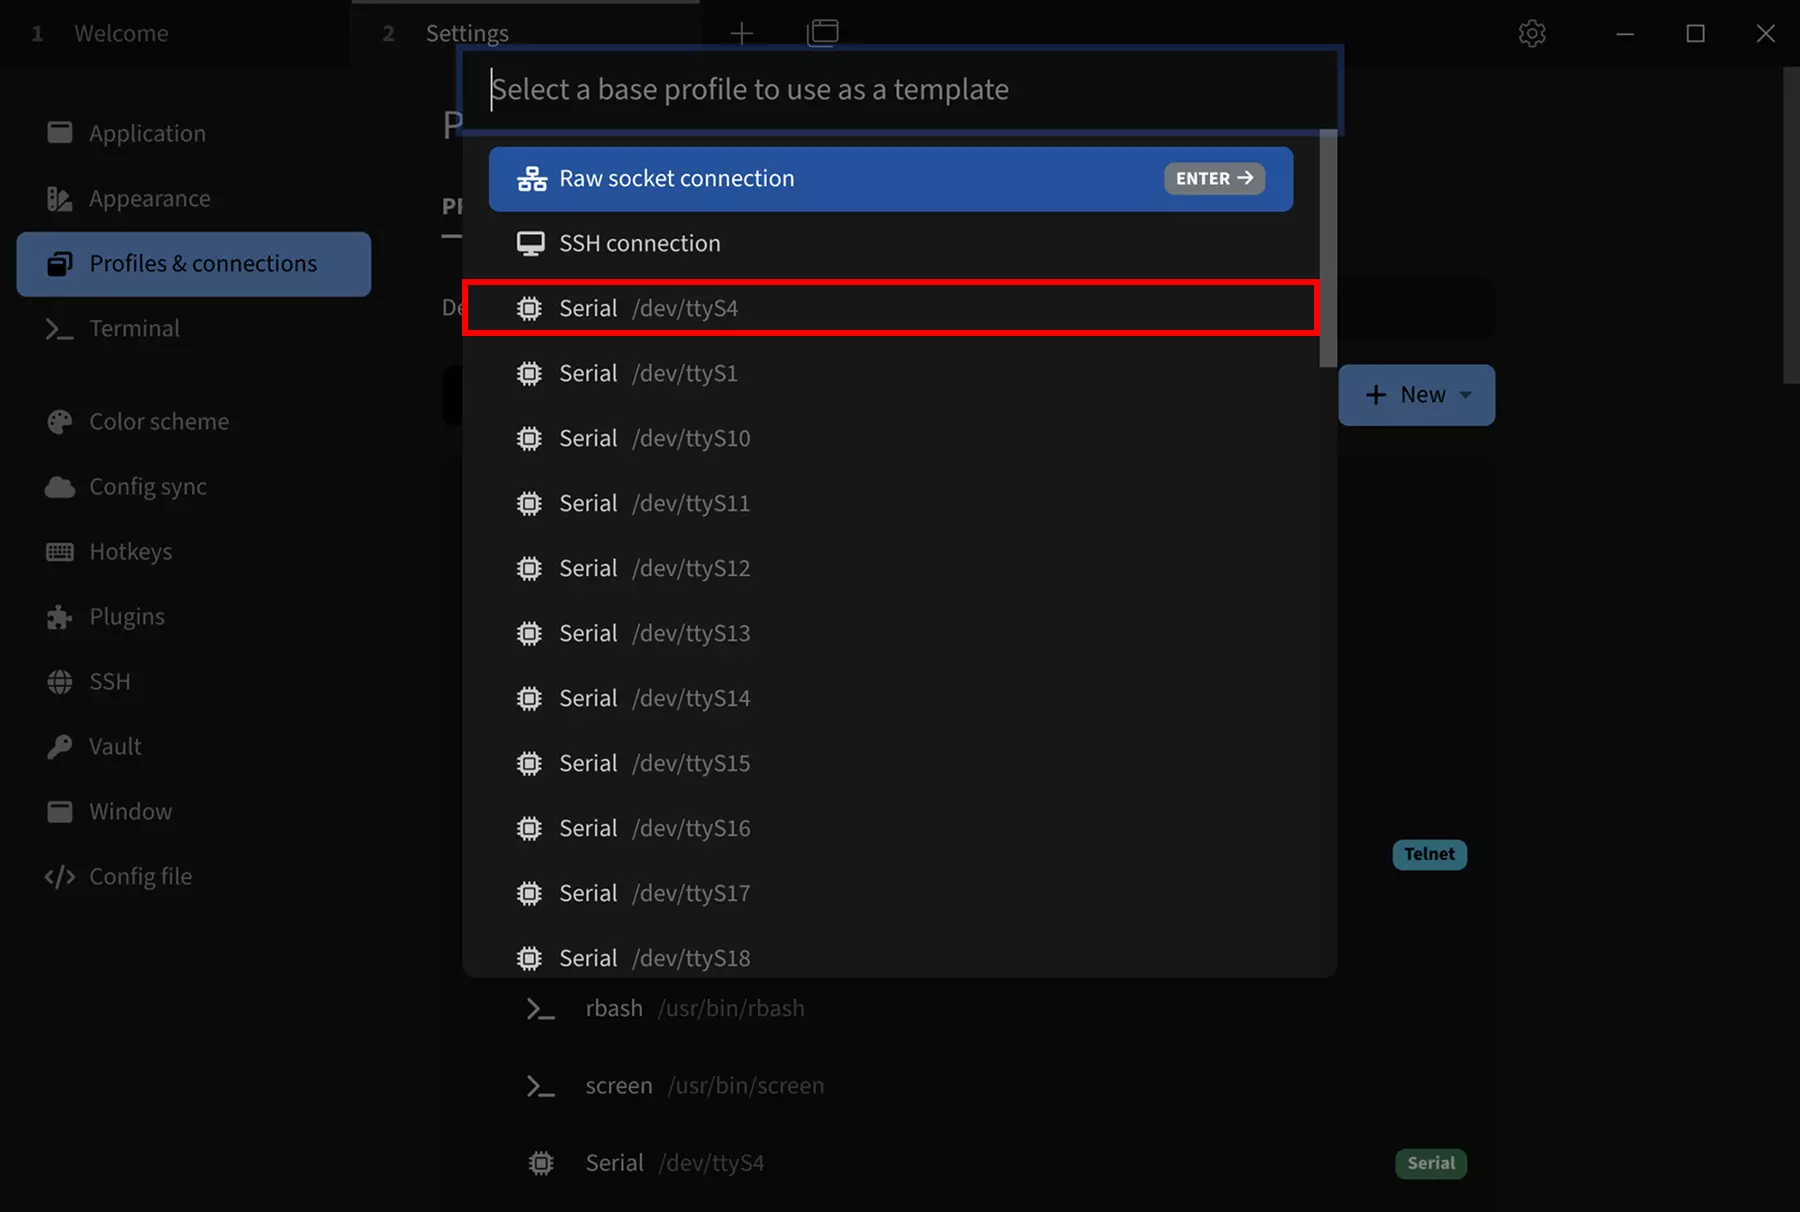 1 Welcome
2 Settings
Select a base profile to use as a template
Application
Appearance
Profiles & connections
Terminal
Color scheme
Config sync
Hotkeys
Plugins
SSH
Vault
Window
Config file
P
PR
De
Raw socket connection ENTER →
SSH connection
Serial /dev/ttyS4
Serial /dev/ttyS1
Serial /dev/ttyS10
Serial /dev/ttyS11
Serial /dev/ttyS12
Serial /dev/ttyS13
Serial /dev/ttyS14
Serial /dev/ttyS15
Serial /dev/ttyS16
Serial /dev/ttyS17
Serial /dev/ttyS18
+ New
Telnet
rbash /usr/bin/rbash
screen /usr/bin/screen
Serial /dev/ttyS4 Serial